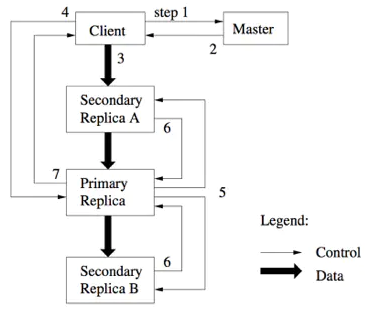 4
step 1
Client
Master
2
3
Secondary
Replica A
6
7
Primary
Replica
5
Legend:
Control
Data
6
Secondary
Replica B